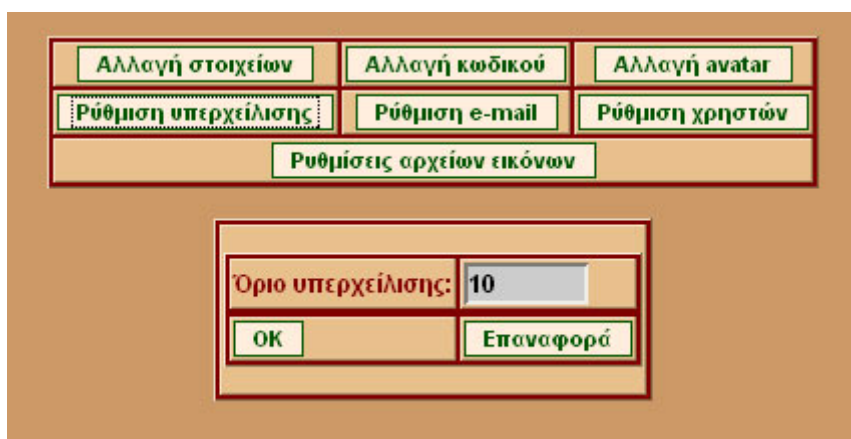 Αλλαγή στοιχείων Αλλαγή κωδικού Αλλαγή avatar
Ρύθμιση υπερχείλισης Ρύθμιση e-mail Ρύθμιση χρηστών
Ρυθμίσεις αρχείων εικόνων
Όριο υπερχείλισης: 10
OK Επαναφορά